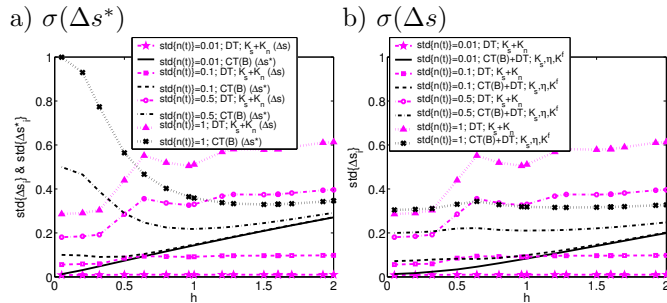 a) σ(Δs*)
std{n(t)}=0.01; DT; K_s+K_n (Δs)
std{n(t)}=0.01; CT(B) (Δs*)
std{n(t)}=0.1; DT; K_s+K_n (Δs)
std{n(t)}=0.1; CT(B) (Δs*)
std{n(t)}=0.5; DT; K_s+K_n (Δs)
std{n(t)}=0.5; CT(B) (Δs*)
std{n(t)}=1; DT; K_s+K_n (Δs)
std{n(t)}=1; CT(B) (Δs*)
std{Δs_i} & std{Δs*_i}
1
0.8
0.6
0.4
0.2
0
0
0.5
1
1.5
2
h
b) σ(Δs)
std{n(t)}=0.01; DT; K_s+K_n
std{n(t)}=0.01; CT(B)+DT; K_s,η,K^f
std{n(t)}=0.1; DT; K_s+K_n
std{n(t)}=0.1; CT(B)+DT; K_s,η,K^f
std{n(t)}=0.5; DT; K_s+K_n
std{n(t)}=0.5; CT(B)+DT; K_s,η,K^f
std{n(t)}=1; DT; K_s+K_n
std{n(t)}=1; CT(B)+DT; K_s,η,K^f
std{Δs_i}
1
0.8
0.6
0.4
0.2
0
0
0.5
1
1.5
2
h